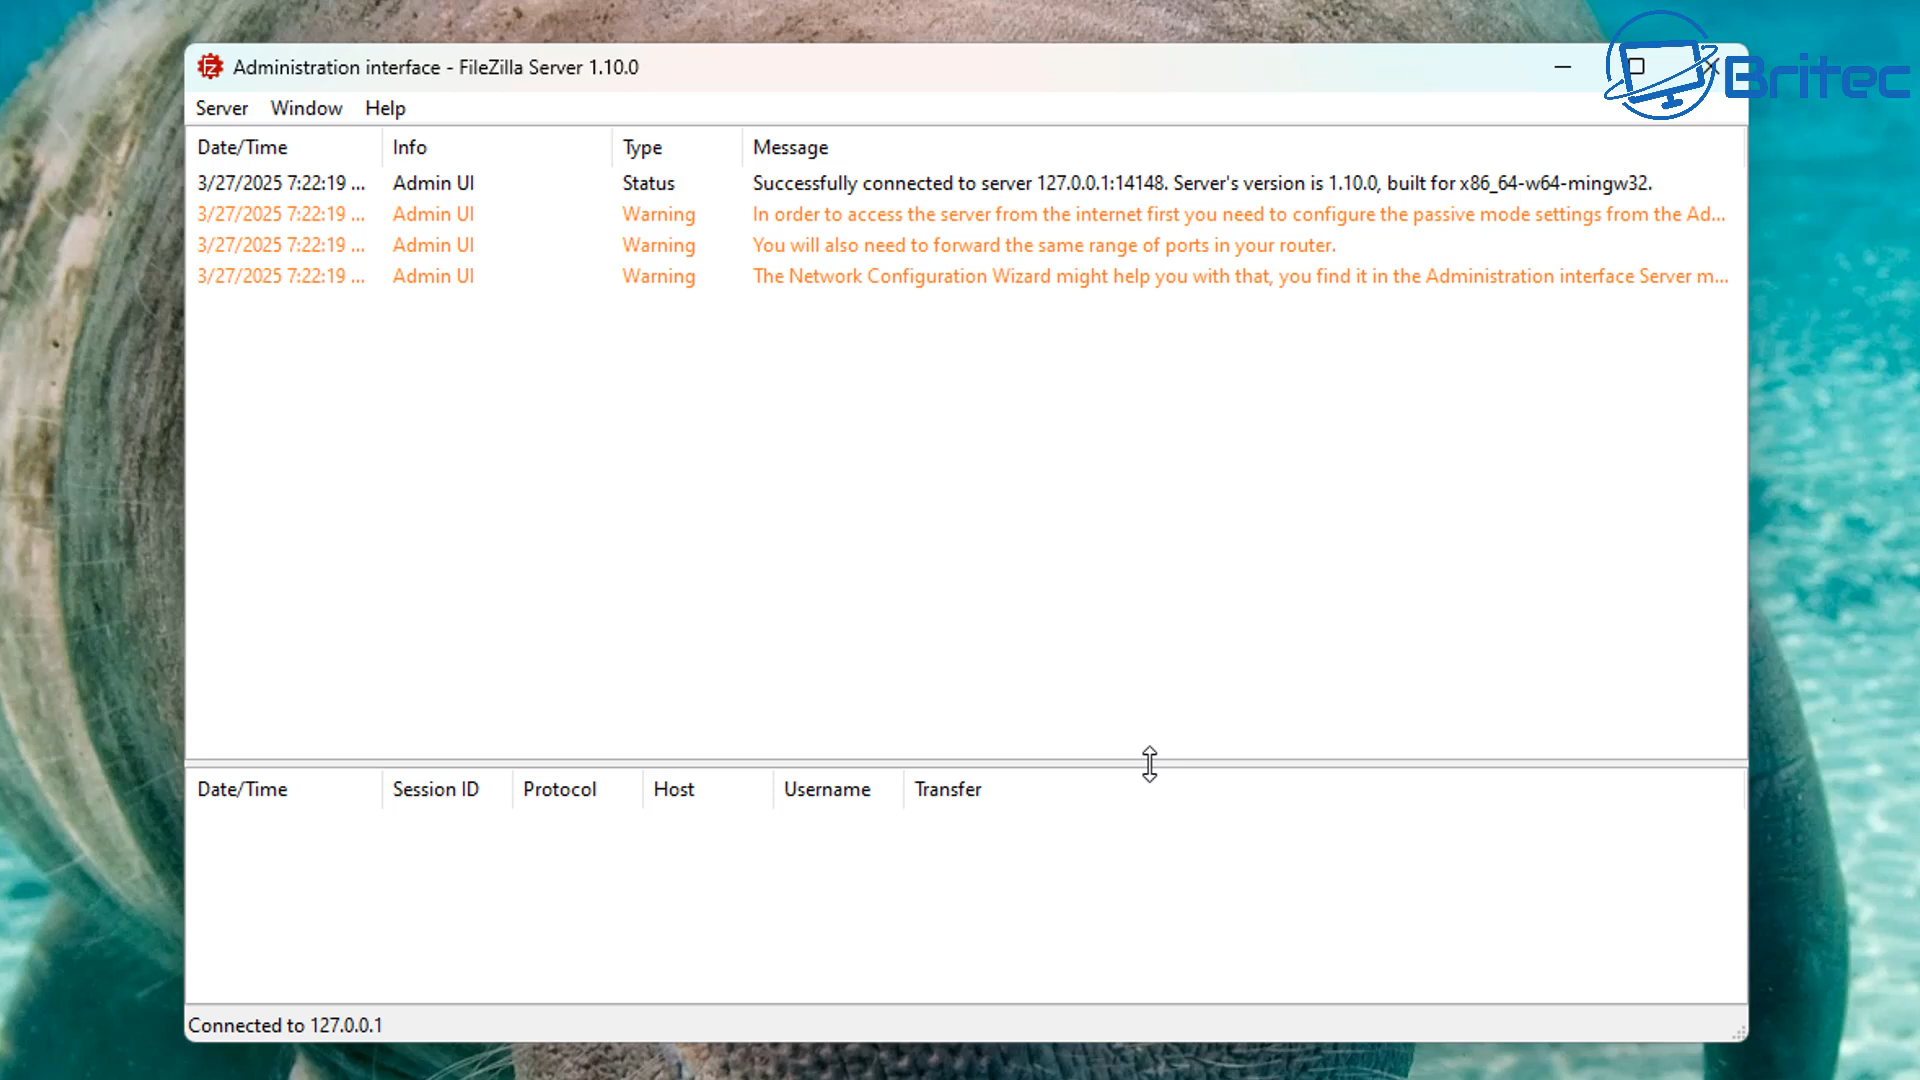 Administration interface - FileZilla Server 1.10.0
Britec
Server Window Help
Date/Time Info Type Message
3/27/2025 7:22:19 ... Admin UI Status Successfully connected to server 127.0.0.1:14148. Server's version is 1.10.0, built for x86_64-w64-mingw32.
3/27/2025 7:22:19 ... Admin UI Warning In order to access the server from the internet first you need to configure the passive mode settings from the Ad...
3/27/2025 7:22:19 ... Admin UI Warning You will also need to forward the same range of ports in your router.
3/27/2025 7:22:19 ... Admin UI Warning The Network Configuration Wizard might help you with that, you find it in the Administration interface Server m...
Date/Time Session ID Protocol Host Username Transfer
Connected to 127.0.0.1